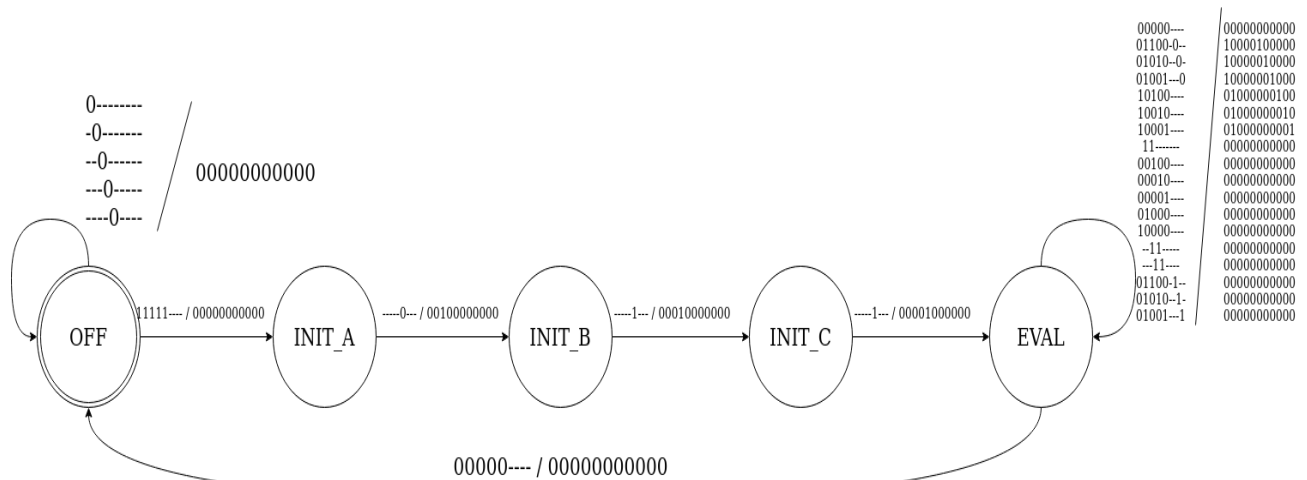 00000---- 00000000000
01100-0-- 10000100000
01010--0- 10000010000
01001---0 10000001000
10100---- 01000000100
10010---- 01000000010
10001---- 01000000001
11------- 00000000000
00100---- 00000000000
00010---- 00000000000
00001---- 00000000000
01000---- 00000000000
10000---- 00000000000
--11----- 00000000000
---11---- 00000000000
01100-1-- 00000000000
01010--1- 00000000000
01001---1 00000000000
0--------
-0-------
--0------
---0-----
----0----
00000000000
11111---- / 00000000000
-----0--- / 00100000000
-----1--- / 00010000000
-----1--- / 00001000000
OFF
INIT_A
INIT_B
INIT_C
EVAL
00000---- / 00000000000